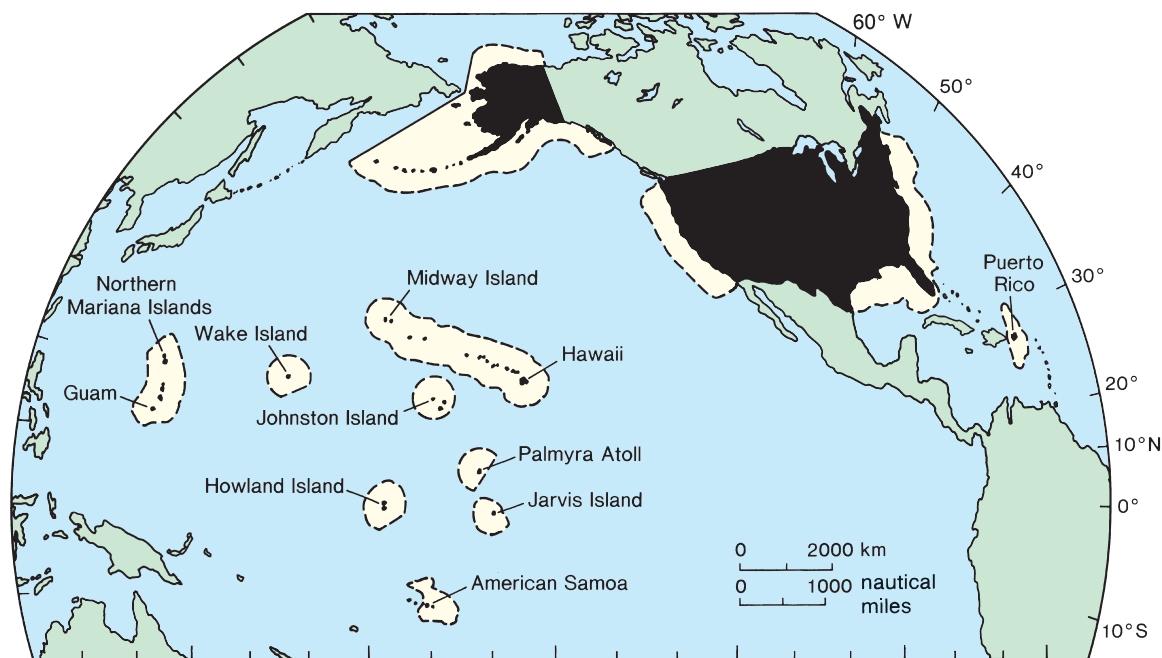 60° W
50°
40°
30°
20°
10°N
0°
10°S
Northern
Mariana Islands
Guam
Wake Island
Midway Island
Hawaii
Johnston Island
Palmyra Atoll
Howland Island
Jarvis Island
American Samoa
Puerto
Rico
0 2000 km
0 1000 nautical
miles